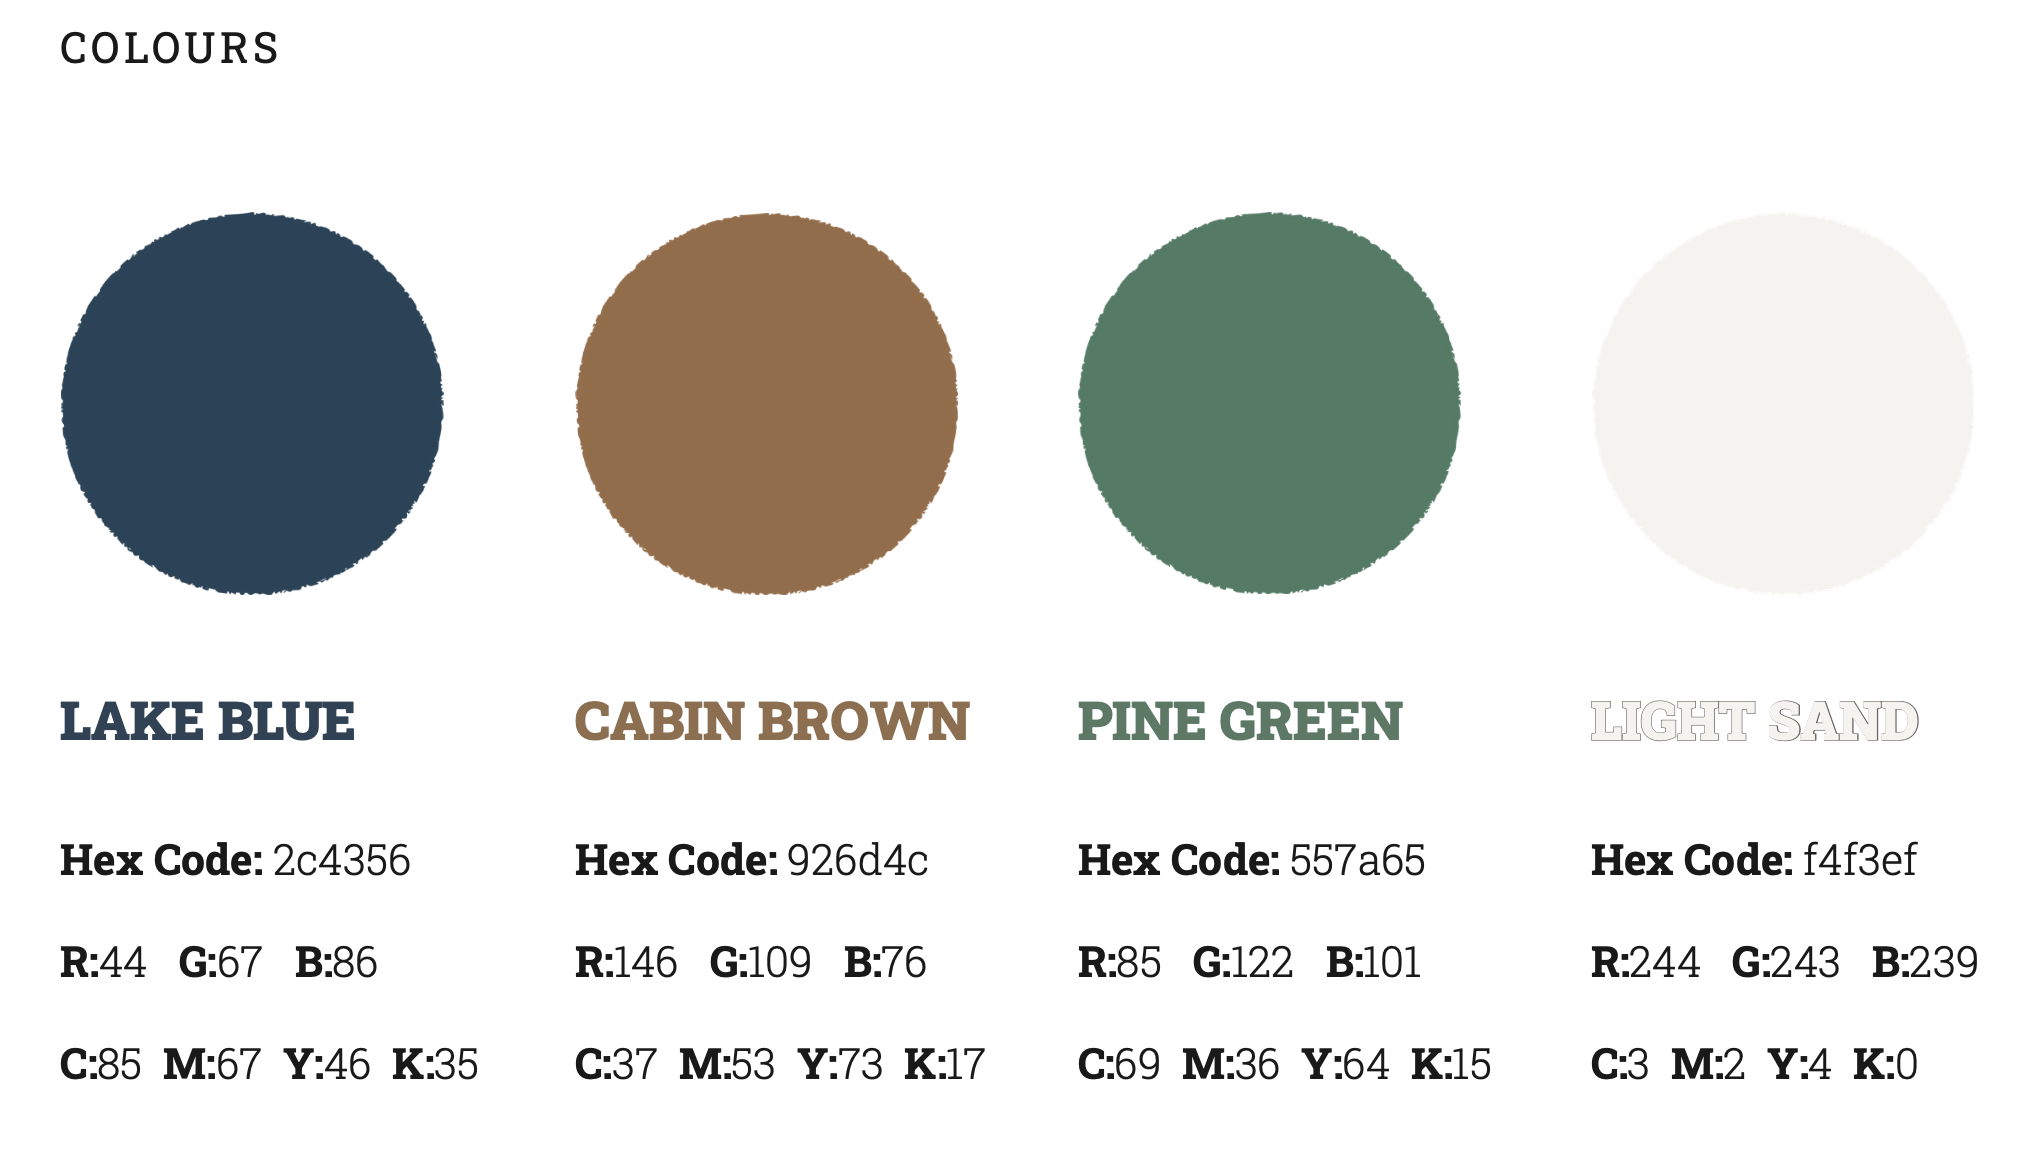 COLOURS
LAKE BLUE
Hex Code: 2c4356
R:44 G:67 B:86
C:85 M:67 Y:46 K:35
CABIN BROWN
Hex Code: 926d4c
R:146 G:109 B:76
C:37 M:53 Y:73 K:17
PINE GREEN
Hex Code: 557a65
R:85 G:122 B:101
C:69 M:36 Y:64 K:15
LIGHT SAND
Hex Code: f4f3ef
R:244 G:243 B:239
C:3 M:2 Y:4 K:0